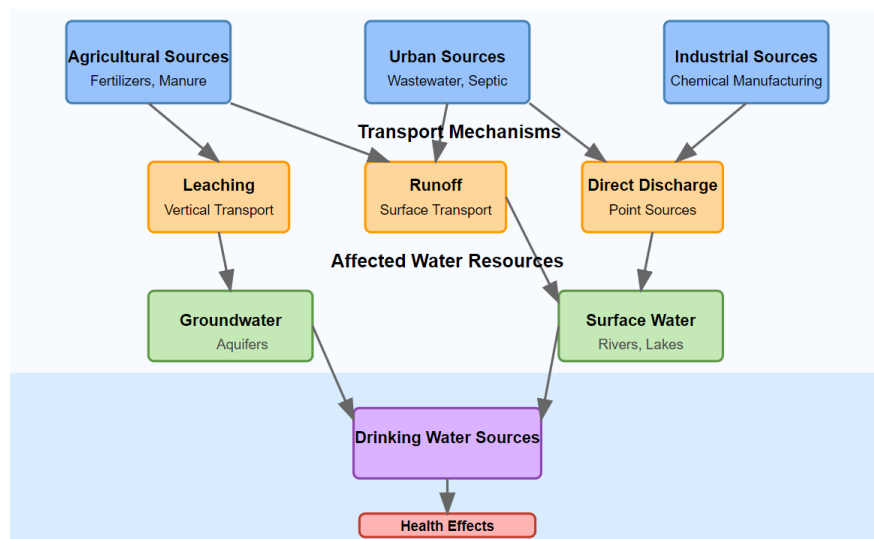 Agricultural Sources
Fertilizers, Manure
Urban Sources
Wastewater, Septic
Industrial Sources
Chemical Manufacturing
Transport Mechanisms
Leaching
Vertical Transport
Runoff
Surface Transport
Direct Discharge
Point Sources
Affected Water Resources
Groundwater
Aquifers
Surface Water
Rivers, Lakes
Drinking Water Sources
Health Effects